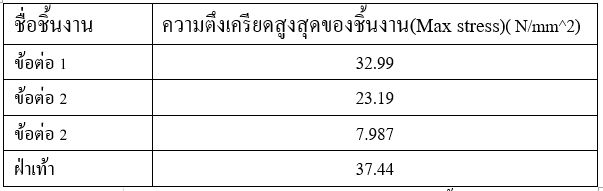 ชื่อชิ้นงาน ความตึงเครียดสูงสุดของชิ้นงาน(Max stress)( N/mm^2)
ข้อต่อ 1 32.99
ข้อต่อ 2 23.19
ข้อต่อ 2 7.987
ฝ่าเท้า 37.44